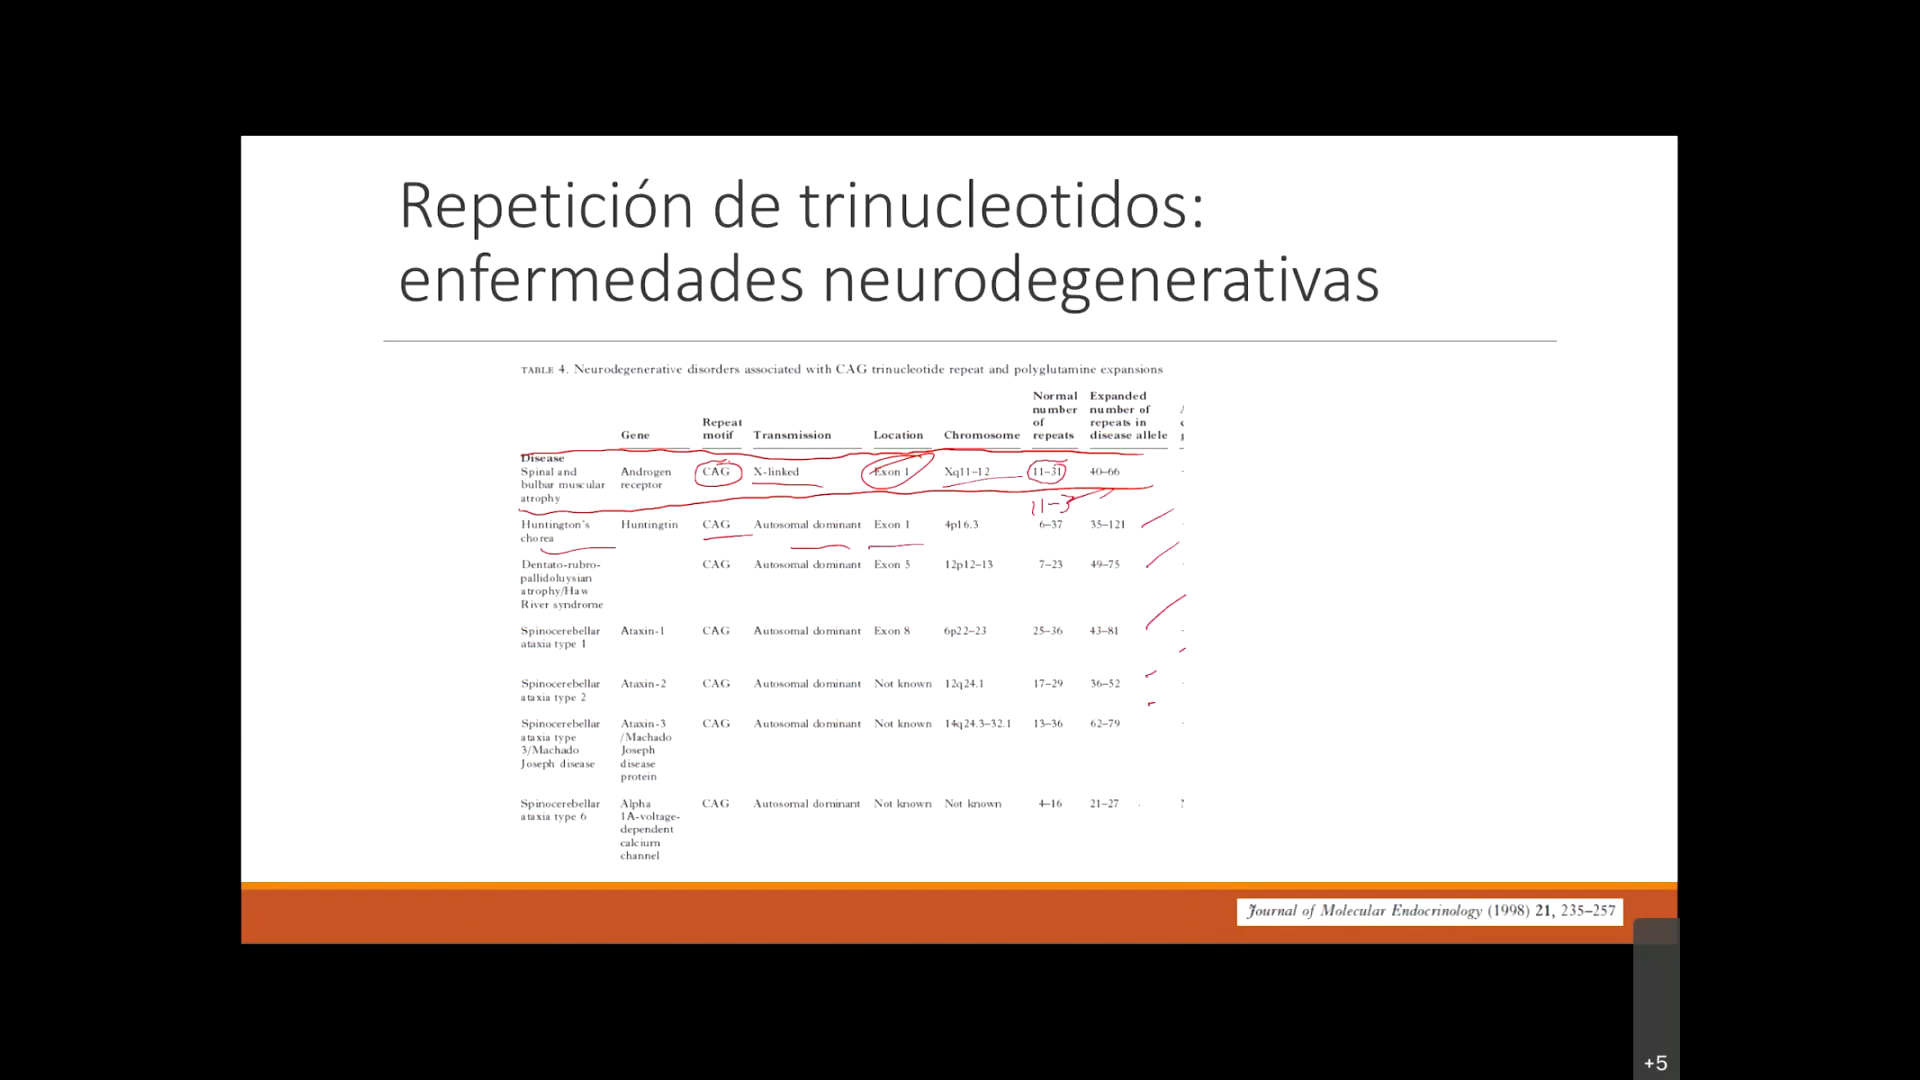 Repetición de trinucleotidos:
enfermedades neurodegenerativas
TABLE 4. Neurodegenerative disorders associated with CAG trinucleotide repeat and polyglutamine expansions
Normal Expanded
number number of
Repeat of repeats in
Gene motif Transmission Location Chromosome repeats disease allele
Disease
Spinal and Androgen CAG X-linked Exon 1 Xq11–12 11–31 40–66
bulbar muscular receptor
atrophy
11-3
Huntington's Huntingtin CAG Autosomal dominant Exon 1 4p16.3 6–37 35–121
chorea
Dentato-rubro- CAG Autosomal dominant Exon 5 12p12–13 7–23 49–75
pallidoluysian
atrophy/Haw
River syndrome
Spinocerebellar Ataxin-1 CAG Autosomal dominant Exon 8 6p22–23 25–36 43–81
ataxia type 1
Spinocerebellar Ataxin-2 CAG Autosomal dominant Not known 12q24.1 17–29 36–52
ataxia type 2
Spinocerebellar Ataxin-3 CAG Autosomal dominant Not known 14q24.3–32.1 13–36 62–79
ataxia type /Machado
3/Machado Joseph
Joseph disease disease
protein
Spinocerebellar Alpha CAG Autosomal dominant Not known Not known 4–16 21–27
ataxia type 6 1A-voltage-
dependent
calcium
channel
Journal of Molecular Endocrinology (1998) 21, 235–257
+5